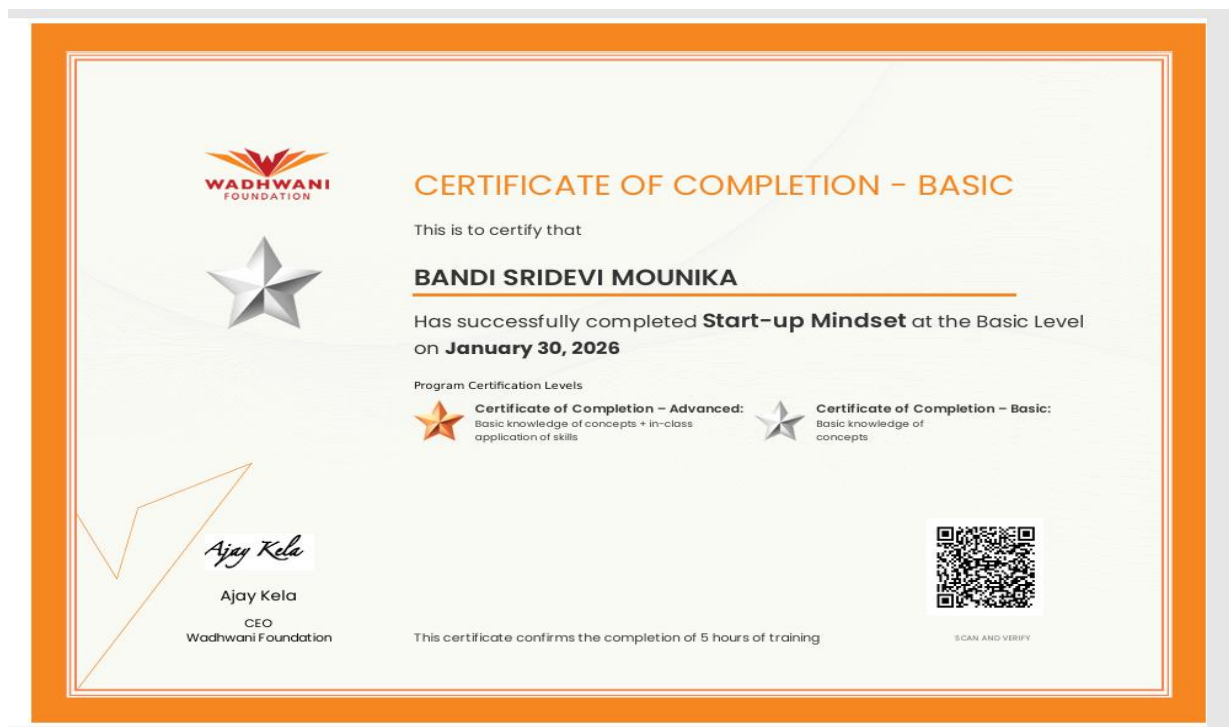 WADHWANI
FOUNDATION
CERTIFICATE OF COMPLETION - BASIC
This is to certify that
BANDI SRIDEVI MOUNIKA
Has successfully completed Start-up Mindset at the Basic Level
on January 30, 2026
Program Certification Levels
Certificate of Completion – Advanced:
Basic knowledge of concepts + in-class
application of skills
Certificate of Completion – Basic:
Basic knowledge of
concepts
Ajay Kela
Ajay Kela
CEO
Wadhwani Foundation
This certificate confirms the completion of 5 hours of training
SCAN AND VERIFY